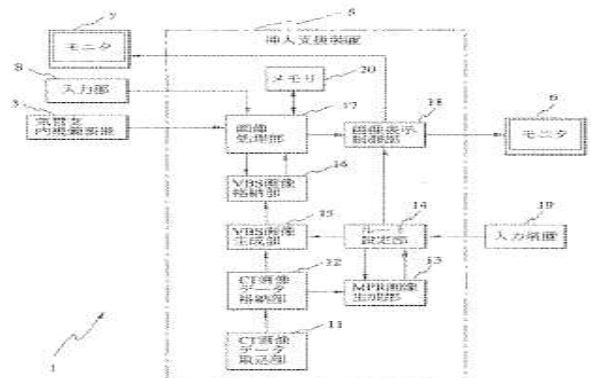 7
5
モニタ
挿入支援装置
8
メモリ
20
入力部
3
17
18
6
気管支
内視鏡装置
画像
処理部
画像表示
制御部
モニタ
16
VBS画像
格納部
15
14
19
VBS画像
生成部
ルート
設定部
入力装置
12
13
CT画像
データ
格納部
MPR画像
生成部
11
CT画像
データ
取込部
1